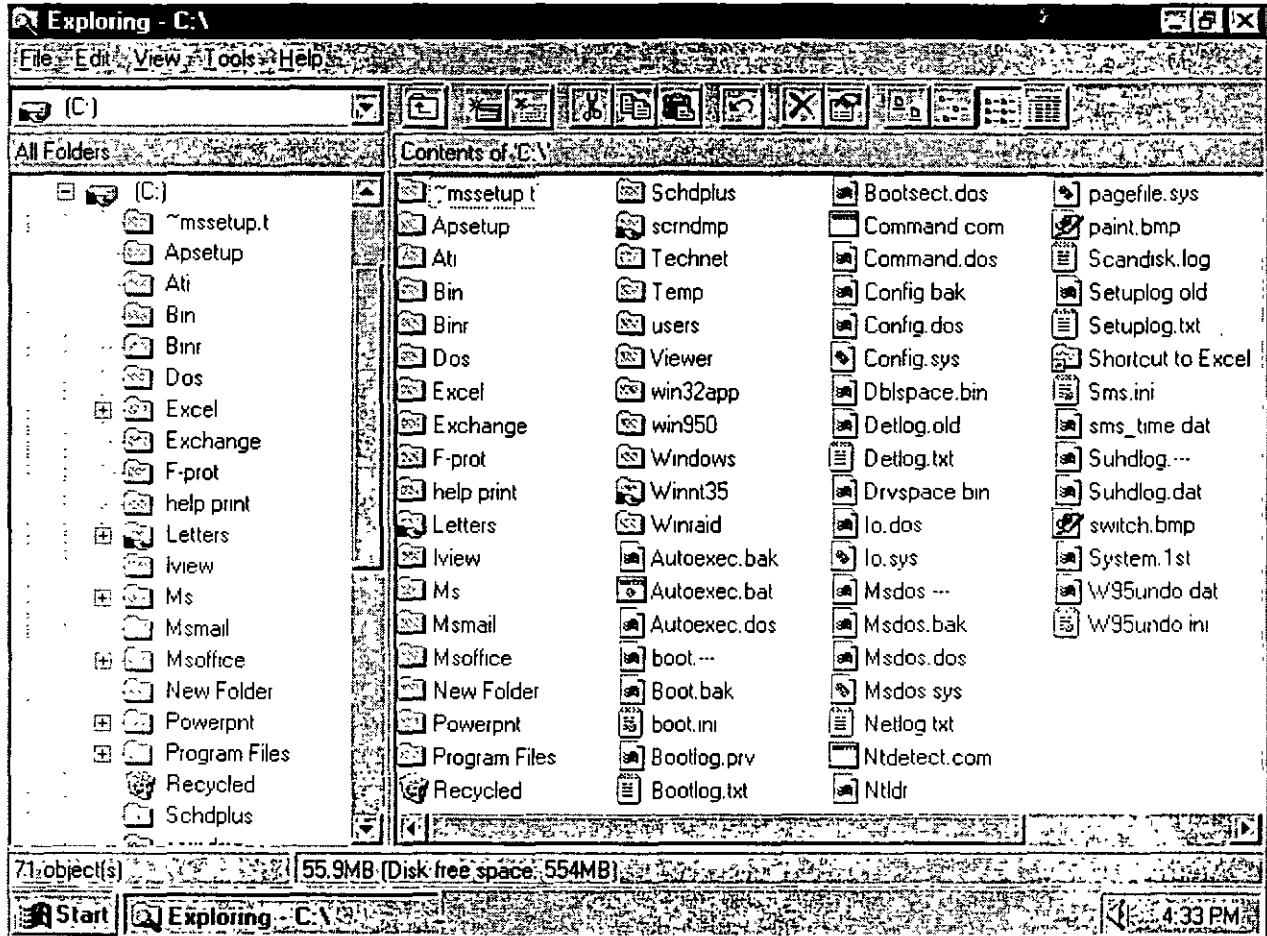 Exploring - C:\
File Edit View Tools Help
(C:)
All Folders
Contents of 'C:\'
(C:)
~mssetup.t
Apsetup
Ati
Bin
Binr
Dos
Excel
Exchange
F-prot
help print
Letters
Iview
Ms
Msmail
Msoffice
New Folder
Powerpnt
Program Files
Recycled
Schdplus
~mssetup.t
Apsetup
Ati
Bin
Binr
Dos
Excel
Exchange
F-prot
help print
Letters
Iview
Ms
Msmail
Msoffice
New Folder
Powerpnt
Program Files
Recycled
Schdplus
scrndmp
Technet
Temp
users
Viewer
win32app
win950
Windows
Winnt35
Winraid
Autoexec.bak
Autoexec.bat
Autoexec.dos
boot.---
Boot.bak
boot.ini
Bootlog.prv
Bootlog.txt
Bootsect.dos
Command.com
Command.dos
Config.bak
Config.dos
Config.sys
Dblspace.bin
Detlog.old
Detlog.txt
Drvspace.bin
Io.dos
Io.sys
Msdos.---
Msdos.bak
Msdos.dos
Msdos.sys
Netlog.txt
Ntdetect.com
Ntldr
pagefile.sys
paint.bmp
Scandisk.log
Setuplog.old
Setuplog.txt
Shortcut to Excel
Sms.ini
sms_time.dat
Suhdlog.---
Suhdlog.dat
switch.bmp
System.1st
W95undo.dat
W95undo.ini
71 object(s)
55.9MB (Disk free space: 554MB)
Start
Exploring - C:\
4:33 PM